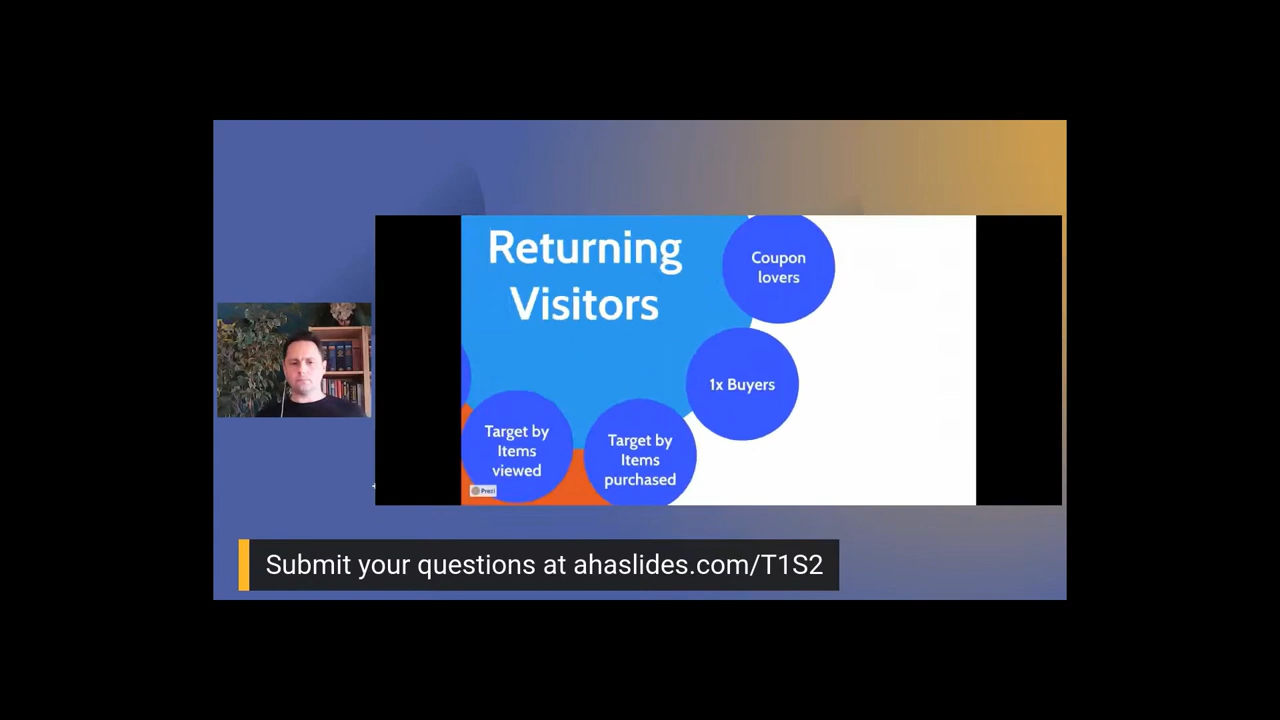 Returning
Visitors
Coupon
lovers
1x Buyers
Target by
Items
viewed
Target by
Items
purchased
Prezi
Submit your questions at ahaslides.com/T1S2